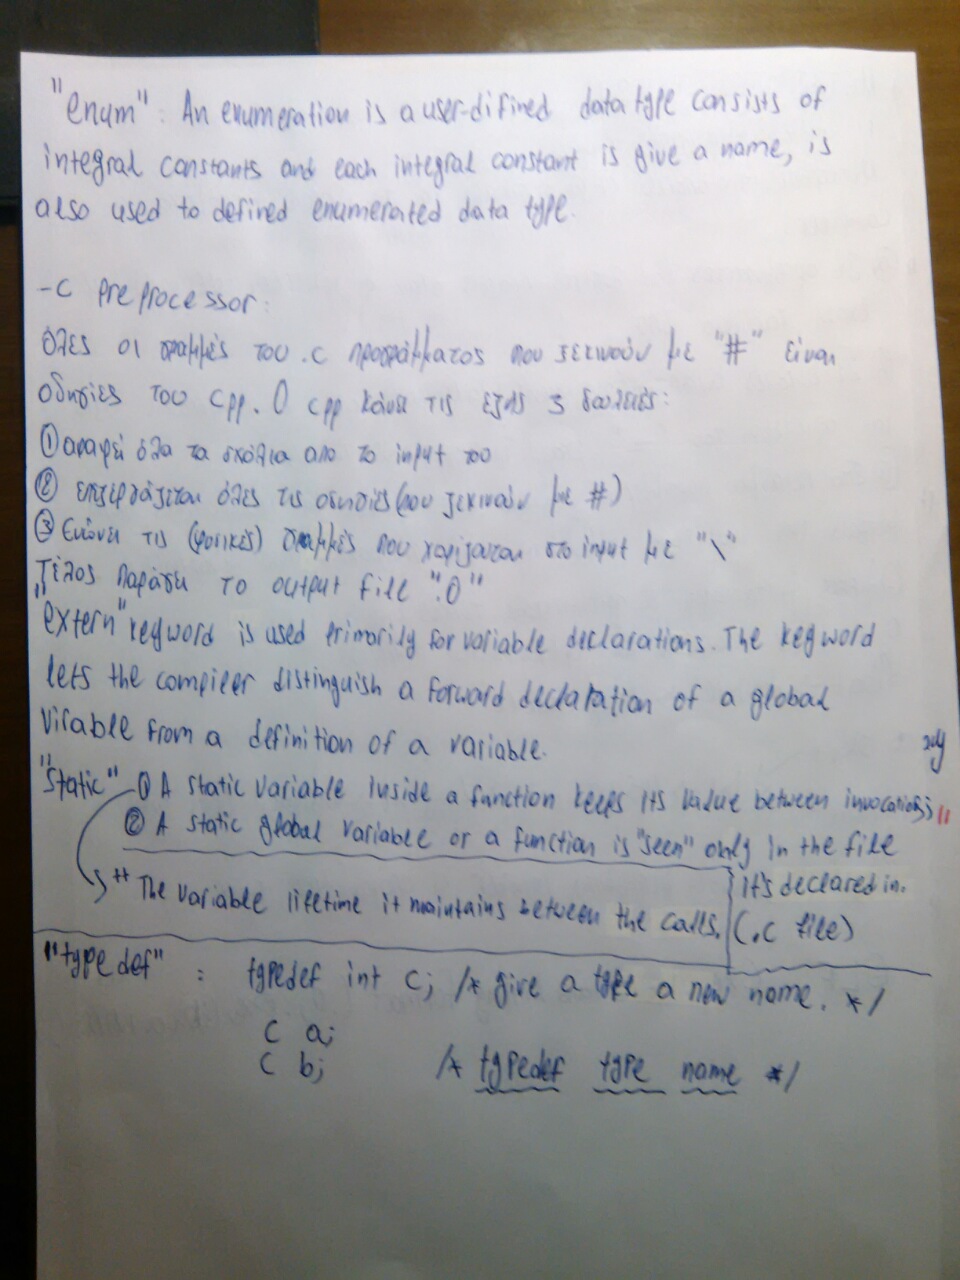 "enum": An enumeration is a user-difined data type consists of
integral constants and each integral constant is give a name, is
also used to defined enumerated data type.
-C preprocessor:
όλες οι γραμμές του .c προγράμματος που ξεκινούν με "#" είναι
οδηγίες του cpp. Ο cpp κάνει τις εξής 3 δουλειές:
① αφαιρεί όλα τα σχόλια απο το input του
② επεξεργάζεται όλες τις οδηγίες (που ξεκινούν με #)
③ Ενώνει τις (φυσικές) γραμμές που χωρίζονται στο input με "\"
Τέλος παράγει το output file ".o"
"extern" keyword is used primarily for variable declarations. The keyword
lets the compiler distinguish a forward declaration of a global
virable from a definition of a variable.
"static" ① A static variable inside a function keeps its value between invocations;
② A static global variable or a function is "seen" only in the file
it's declared in.
(.c file)
** The variable lifetime it maintains between the calls.
"typedef" : typedef int c; /* give a type a new name. */
C a;
C b; /* typedef type name */